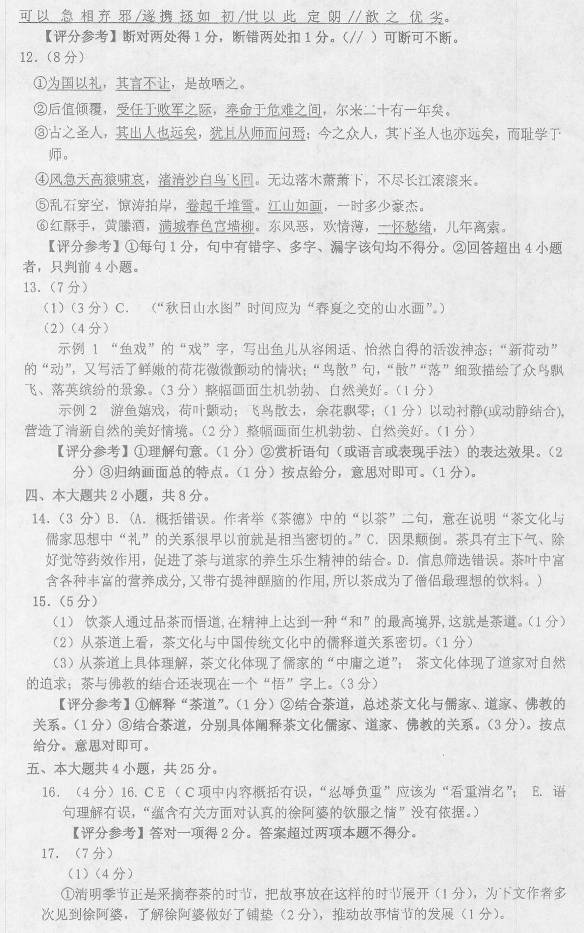 可以 急 相弃 邪/遂携 拯如 初/世以 此 定 朗 // 歆之 优 劣。
【评分参考】断对两处得1分，断错两处扣1分。(// ) 可断可不断。
12.（8分）
①为国以礼，其言不让，是故哂之。
②后值倾覆，受任于败军之际，奉命于危难之间，尔来二十有一年矣。
③古之圣人，其出人也远矣，犹且从师而问焉；今之众人，其下圣人也亦远矣，而耻学于
师。
④风急天高猿啸哀，渚清沙白鸟飞回。无边落木萧萧下，不尽长江滚滚来。
⑤乱石穿空，惊涛拍岸，卷起千堆雪。江山如画，一时多少豪杰。
⑥红酥手，黄縢酒，满城春色宫墙柳。东风恶，欢情薄，一怀愁绪，几年离索。
【评分参考】①每句1分，句中有错字、多字、漏字该句均不得分。②回答超出4小题
者，只判前4小题。
13.（7分）
（1）（3分）C. （“秋日山水图”时间应为“春夏之交的山水画”。）
（2）（4分）
示例 1 “鱼戏”的“戏”字，写出鱼儿从容闲适、怡然自得的活泼神态；“新荷动”
的“动”，又写活了鲜嫩的荷花微微颤动的情状；“鸟散”句，“散”“落”细致描绘了众鸟飘
飞、落英缤纷的景象。（3分）整幅画面生机勃勃、自然美好。（1分）
示例2 游鱼嬉戏，荷叶颤动；飞鸟散去，余花飘零；（1分）以动衬静(或动静结合)，
营造了清新自然的美好情境。（2分）整幅画面生机勃勃、自然美好。（1分）
【评分参考】①理解句意。（1分）②赏析语句（或语言或表现手法）的表达效果。（2
分）③归纳画面总的特点。（1分）按点给分，意思对即可。（1分）。
四、本大题共2小题，共8分。
14.（3 分）B.（A. 概括错误。作者举《茶德》中的“以茶”二句，意在说明“茶文化与
儒家思想中“礼”的关系很早以前就是相当密切的。”C. 因果颠倒。茶具有主下气、除
好觉等药效作用，促进了茶与道家的养生乐生精神的结合。D. 信息筛选错误。茶叶中富
含各种丰富的营养成分,又带有提神醒脑的作用,所以茶成为了僧侣最理想的饮料。）
15.（5分）
（1） 饮茶人通过品茶而悟道,在精神上达到一种“和”的最高境界,这就是茶道。（1分）
（2）从茶道上看，茶文化与中国传统文化中的儒释道关系密切。（1分）
（3）从茶道上具体理解，茶文化体现了儒家的“中庸之道”； 茶文化体现了道家对自然
的追求；茶与佛教的结合还表现在一个“悟”字上。（3分）
【评分参考】①解释“茶道”。（1分）②结合茶道，总述茶文化与儒家、道家、佛教的
关系。（1分）③结合茶道，分别具体阐释茶文化儒家、道家、佛教的关系。（3分）。按点
给分。意思对即可。
五、本大题共4小题，共25分。
16. （4分）16. C E（ C 项中内容概括有误，“忍辱负重”应该为“看重清名”； E. 语
句理解有误，“蕴含有关方面对认真的徐阿婆的饮服之情”没有依据。）
【评分参考】答对一项得2分。答案超过两项本题不得分。
17. （7分）
（1）（4分）
①清明季节正是采摘春茶的时节，把故事放在这样的时节展开（1分），为下文作者多
次见到徐阿婆，了解徐阿婆做好了铺垫（2分），推动故事情节的发展（1分）。